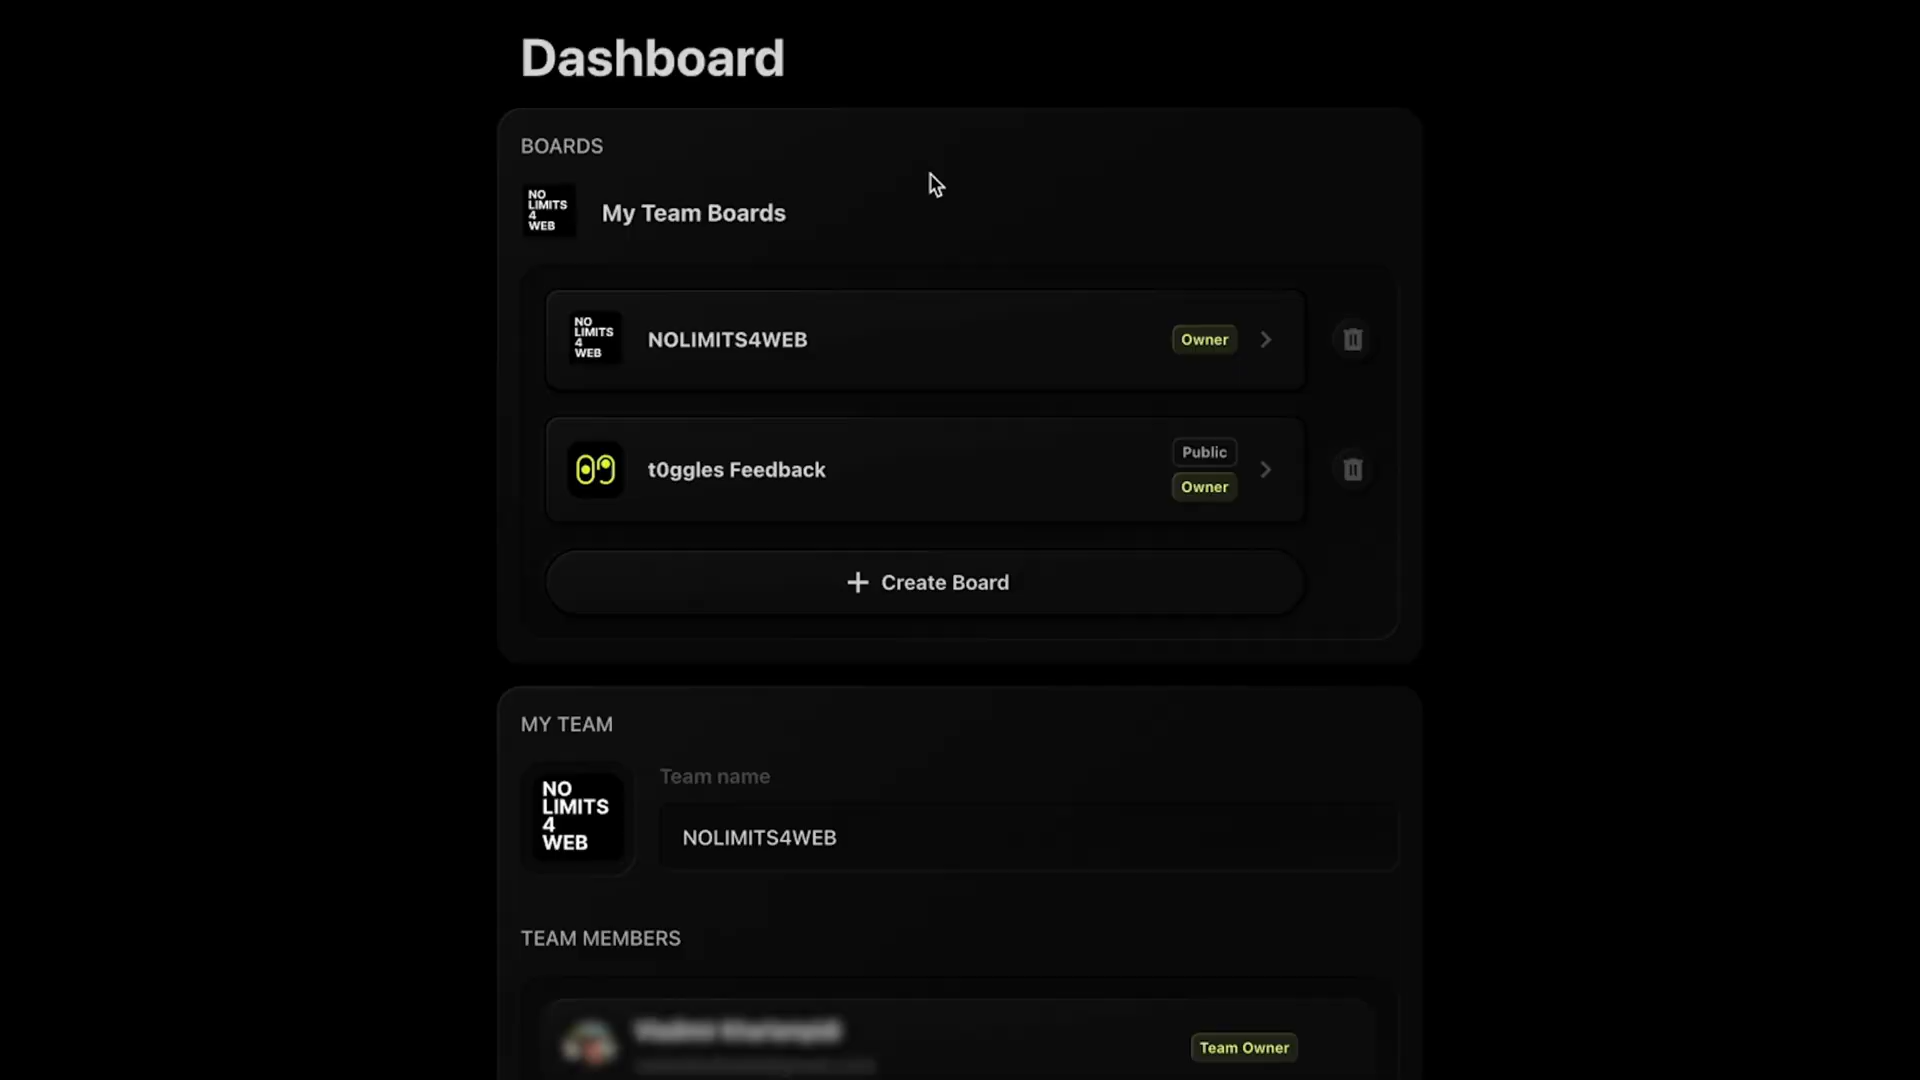 Dashboard
BOARDS
NO
LIMITS
4
WEB
My Team Boards
NO
LIMITS
4
WEB
NOLIMITS4WEB
Owner
t0ggles Feedback
Public
Owner
Create Board
MY TEAM
NO
LIMITS
4
WEB
Team name
NOLIMITS4WEB
TEAM MEMBERS
Team Owner